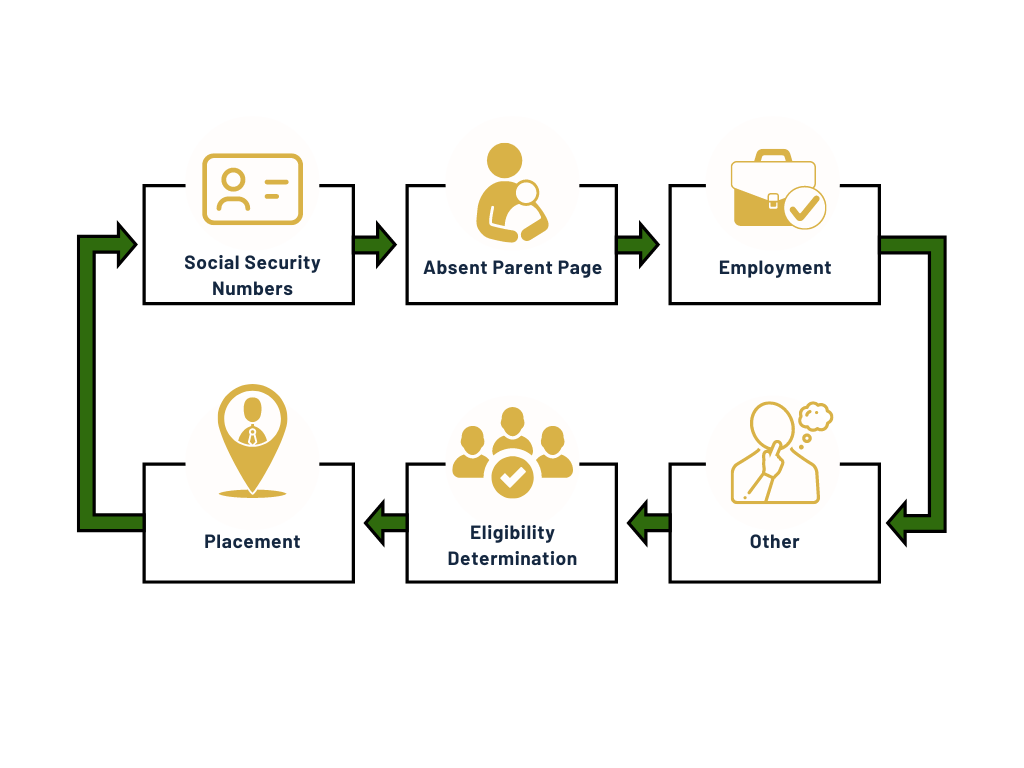 Social Security
Numbers
Absent Parent Page
Employment
Placement
Eligibility
Determination
Other